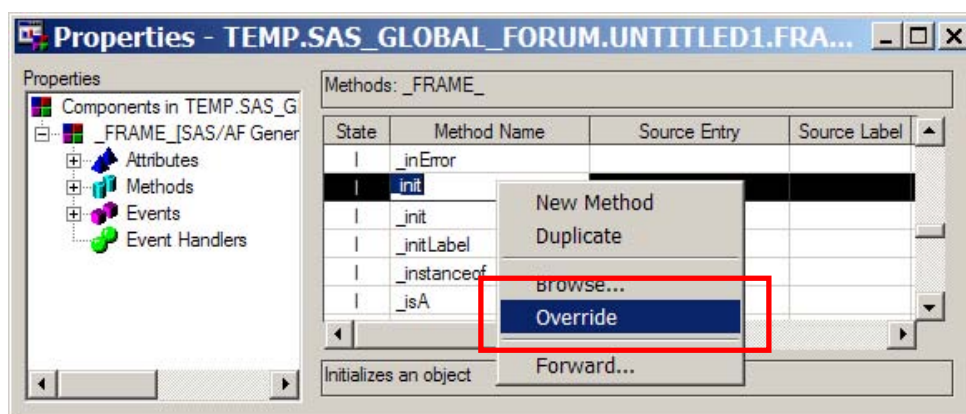 Properties - TEMP.SAS_GLOBAL_FORUM.UNTITLED1.FRA...
Properties
Components in TEMP.SAS_G
_FRAME_[SAS/AF Gener
Attributes
Methods
Events
Event Handlers
Methods: _FRAME_
State Method Name Source Entry Source Label
I _inError
I _init
I _init
I _initLabel
I _instanceof
I _isA
New Method
Duplicate
Browse...
Override
Forward...
Initializes an object